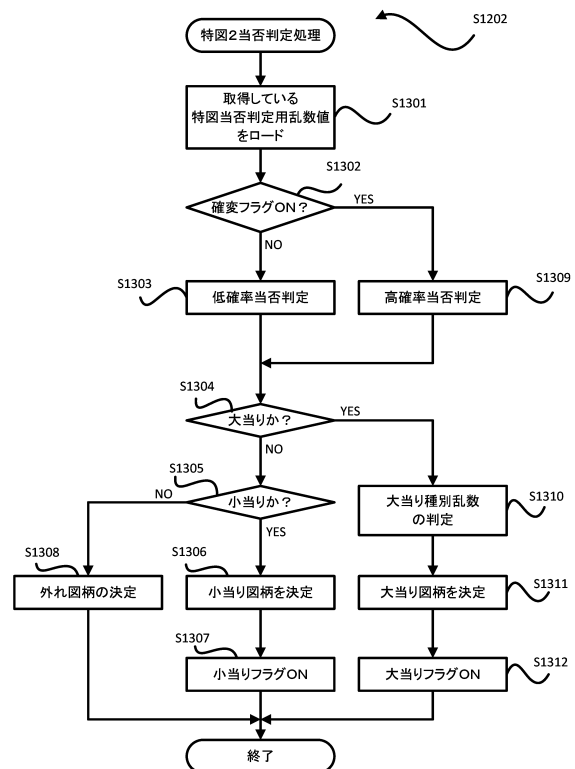 S1202
特図２当否判定処理
S1301
取得している
特図当否判定用乱数値
をロード
S1302
確変フラグON？
YES
NO
S1303
低確率当否判定
高確率当否判定
S1309
S1304
大当りか？
YES
NO
S1305
小当りか？
NO
YES
大当り種別乱数
の判定
S1310
S1308
外れ図柄の決定
S1306
小当り図柄を決定
大当り図柄を決定
S1311
S1307
小当りフラグON
大当りフラグON
S1312
終了